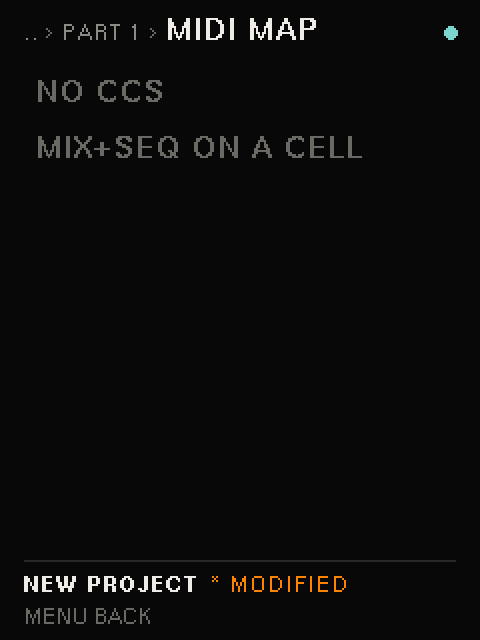 .. > PART 1 > MIDI MAP
NO CCS
MIX+SEQ ON A CELL
NEW PROJECT * MODIFIED
MENU BACK